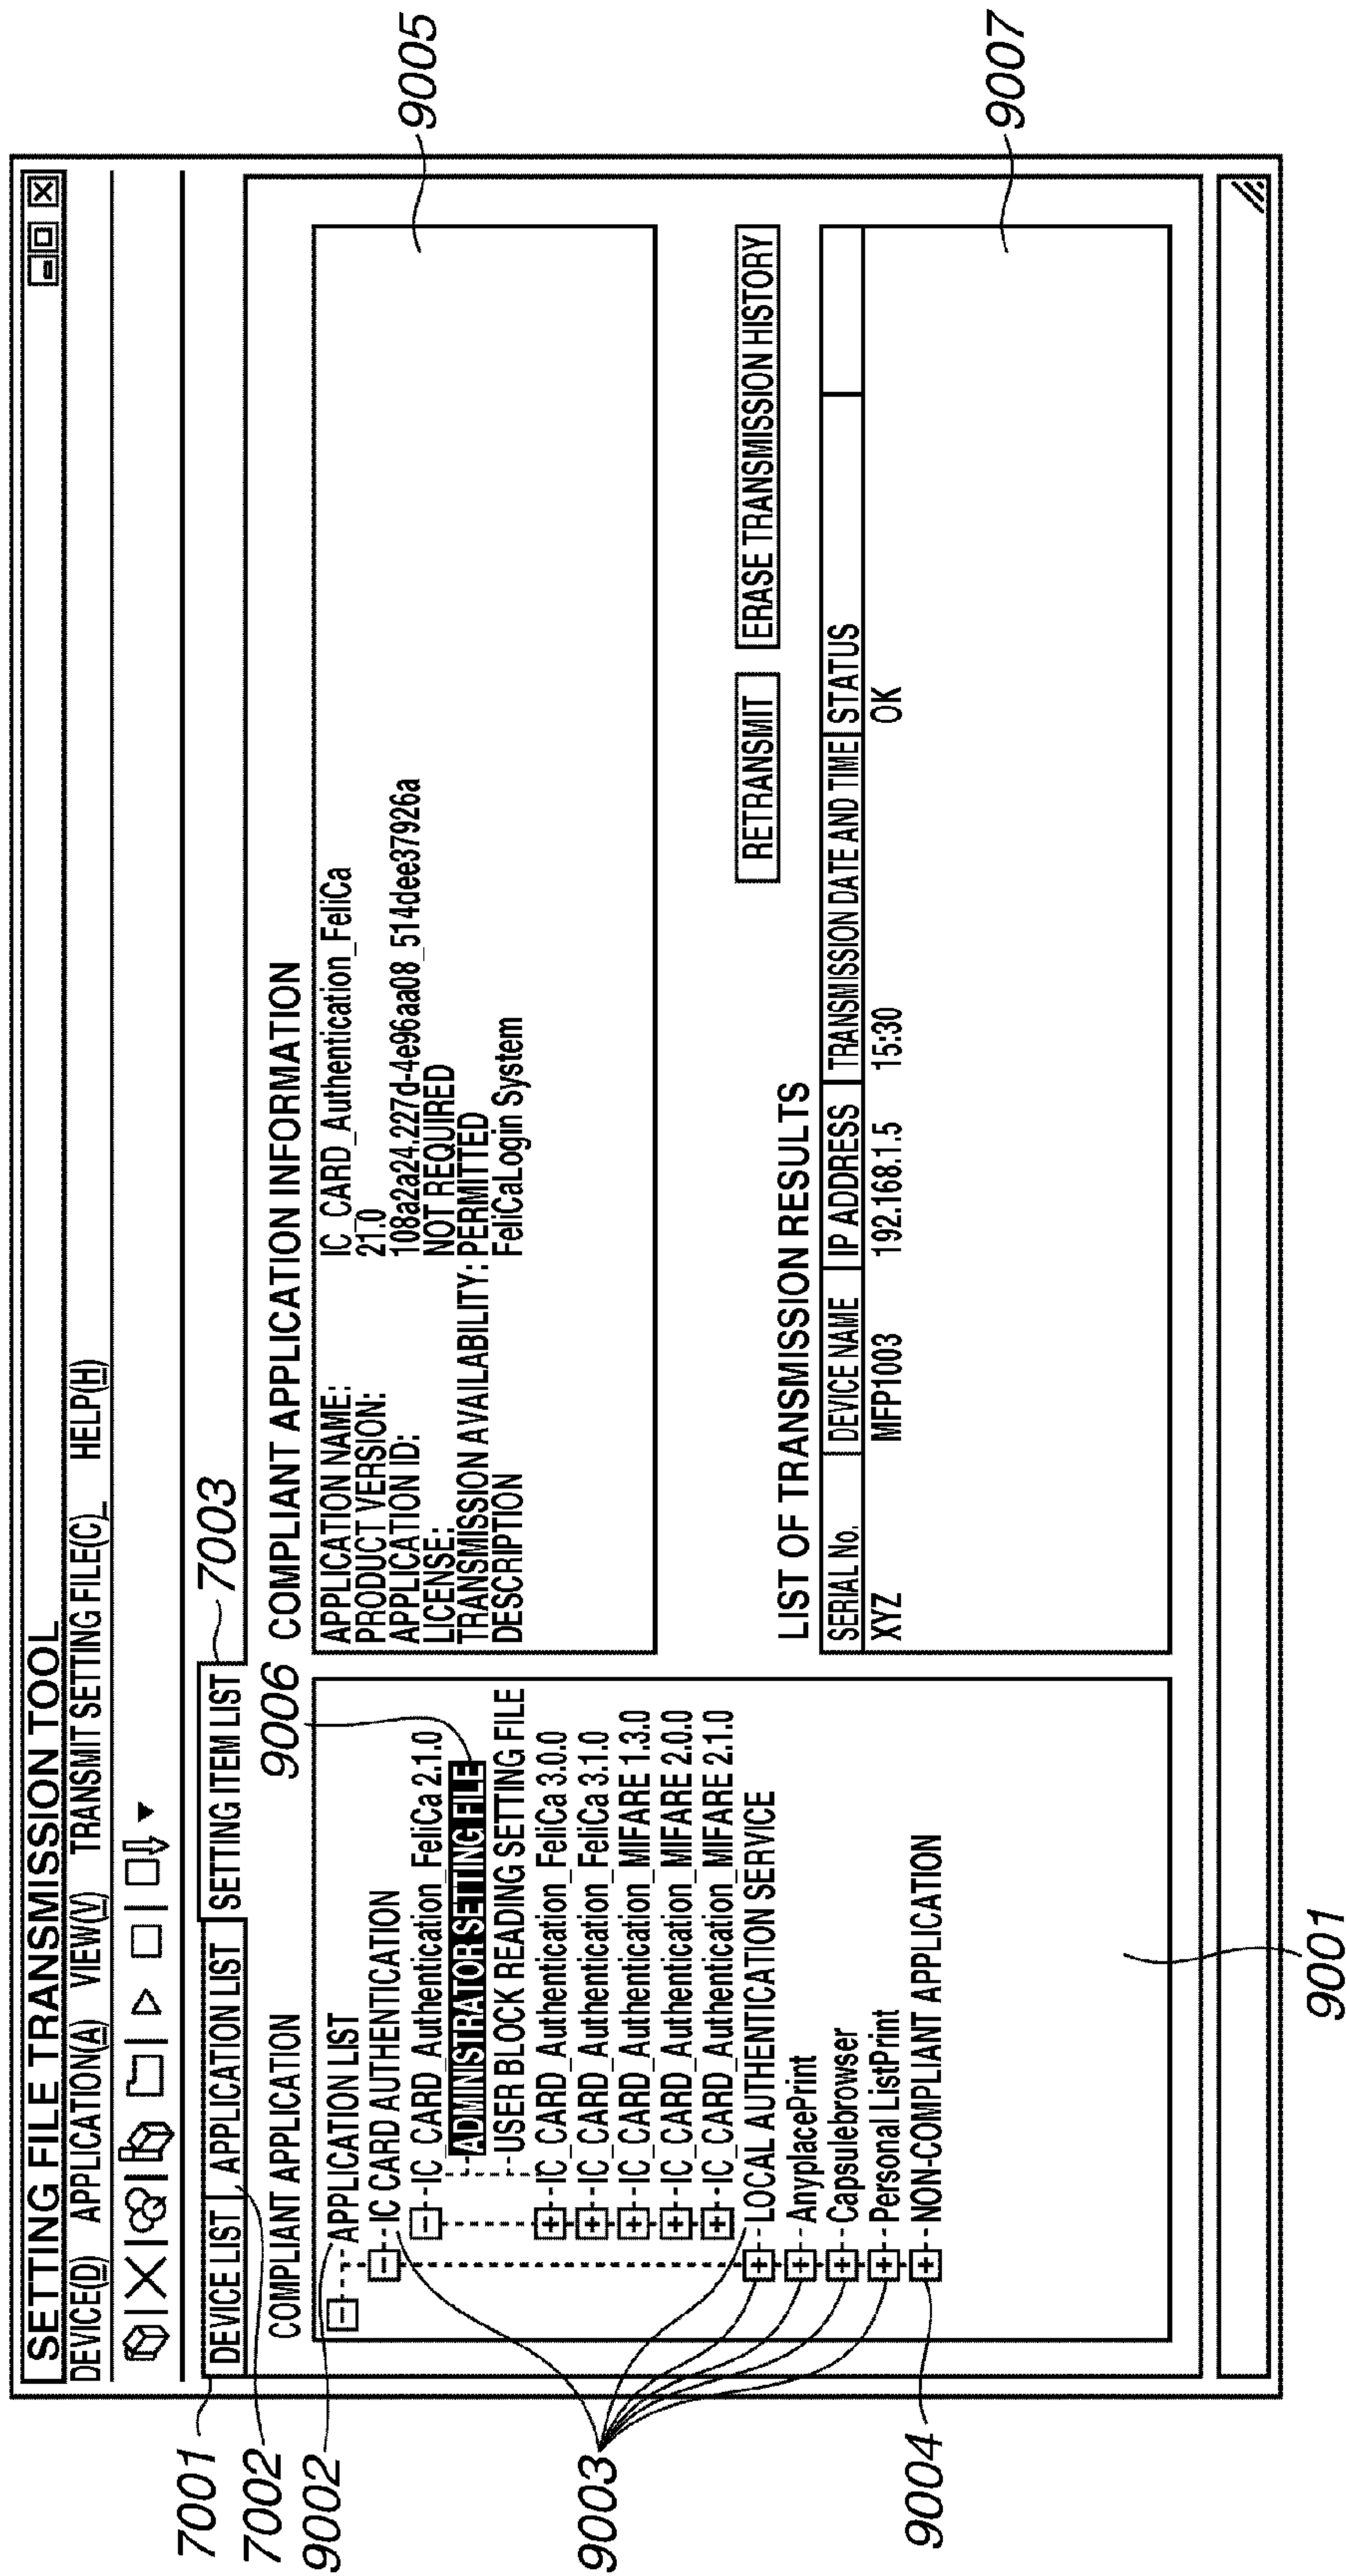 SETTING FILE TRANSMISSION TOOL
DEVICE(D) APPLICATION(A) VIEW(V) TRANSMIT SETTING FILE(C) HELP(H)
7001
7002
DEVICE LIST APPLICATION LIST SETTING ITEM LIST
7003
9002
COMPLIANT APPLICATION
9006
APPLICATION LIST
IC CARD AUTHENTICATION
IC_CARD_Authentication_FeliCa 2.1.0
ADMINISTRATOR SETTING FILE
USER BLOCK READING SETTING FILE
IC_CARD_Authentication_FeliCa 3.0.0
IC_CARD_Authentication_FeliCa 3.1.0
IC_CARD_Authentication_MIFARE 1.3.0
IC_CARD_Authentication_MIFARE 2.0.0
IC_CARD_Authentication_MIFARE 2.1.0
LOCAL AUTHENTICATION SERVICE
AnyplacePrint
Capsulebrowser
Personal ListPrint
NON-COMPLIANT APPLICATION
9003
9004
9001
COMPLIANT APPLICATION INFORMATION
APPLICATION NAME: IC_CARD_Authentication_FeliCa
PRODUCT VERSION: 21.0
APPLICATION ID: 108a2a24.227d-4e96aa08_514dee37926a
LICENSE: NOT REQUIRED
TRANSMISSION AVAILABILITY: PERMITTED
DESCRIPTION FeliCaLogin System
9005
RETRANSMIT ERASE TRANSMISSION HISTORY
LIST OF TRANSMISSION RESULTS
SERIAL No. DEVICE NAME IP ADDRESS TRANSMISSION DATE AND TIME STATUS
XYZ MFP1003 192.168.1.5 15:30 OK
9007